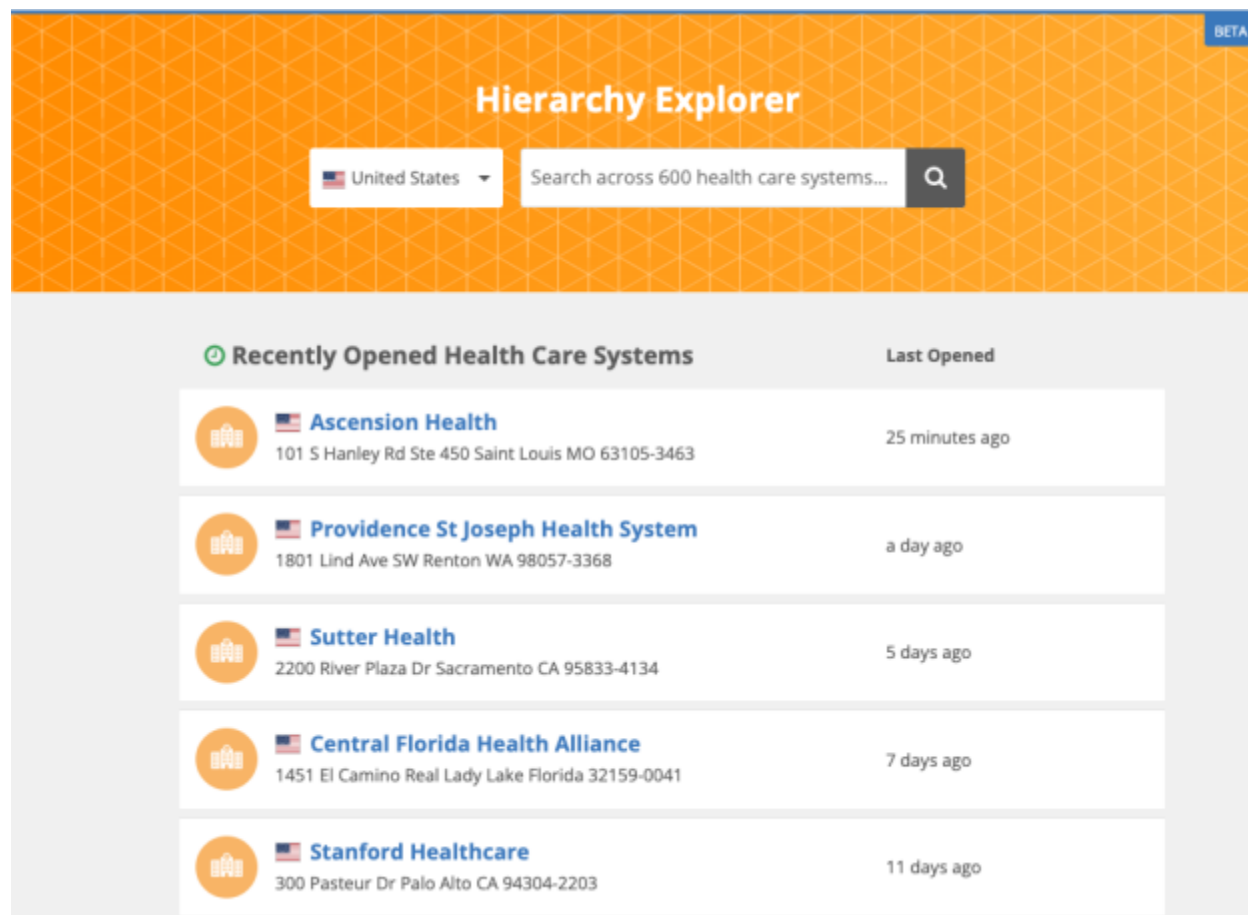 BETA
Hierarchy Explorer
United States
Search across 600 health care systems...
Recently Opened Health Care Systems
Last Opened
Ascension Health
101 S Hanley Rd Ste 450 Saint Louis MO 63105-3463
25 minutes ago
Providence St Joseph Health System
1801 Lind Ave SW Renton WA 98057-3368
a day ago
Sutter Health
2200 River Plaza Dr Sacramento CA 95833-4134
5 days ago
Central Florida Health Alliance
1451 El Camino Real Lady Lake Florida 32159-0041
7 days ago
Stanford Healthcare
300 Pasteur Dr Palo Alto CA 94304-2203
11 days ago